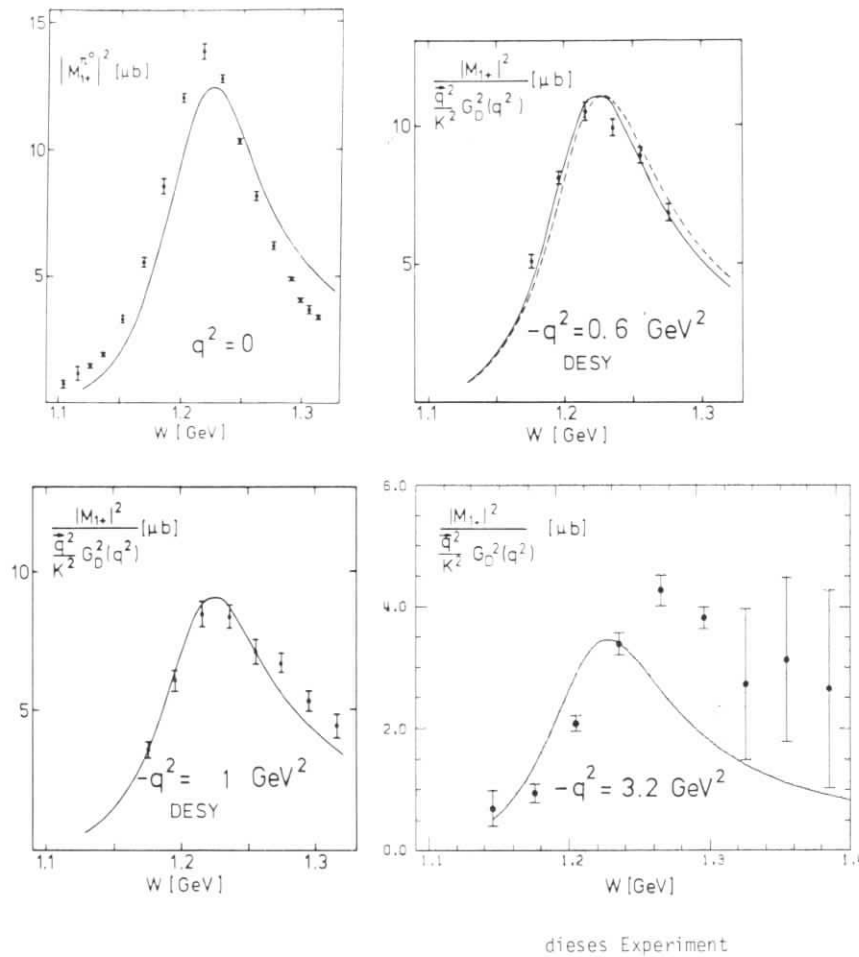 15
10
5
|M₁₊^π°|² [μb]
q² = 0
1.1 1.2 1.3
W [GeV]
|M₁₊|²
q⃗²/K² G_D²(q²) [μb]
10
5
-q² = 0.6 GeV²
DESY
1.1 1.2 1.3
W [GeV]
|M₁₊|²
q⃗²/K² G_D²(q²) [μb]
10
5
-q² = 1 GeV²
DESY
1.1 1.2 1.3
W [GeV]
6.0
4.0
2.0
0.0
|M₁₊|²
q⃗²/K² G_D²(q²) [μb]
-q² = 3.2 GeV²
1.1 1.2 1.3
W [GeV]
dieses Experiment